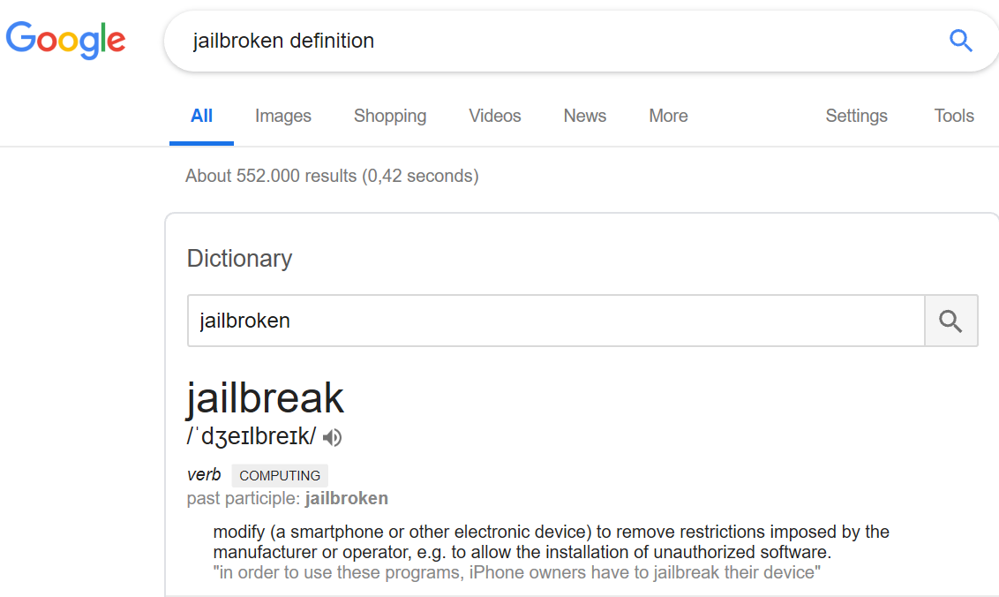 Google
jailbroken definition
All Images Shopping Videos News More Settings Tools
About 552.000 results (0,42 seconds)
Dictionary
jailbroken
jailbreak
/ˈdʒeɪlbreɪk/
verb COMPUTING
past participle: jailbroken
modify (a smartphone or other electronic device) to remove restrictions imposed by the
manufacturer or operator, e.g. to allow the installation of unauthorized software.
"in order to use these programs, iPhone owners have to jailbreak their device"